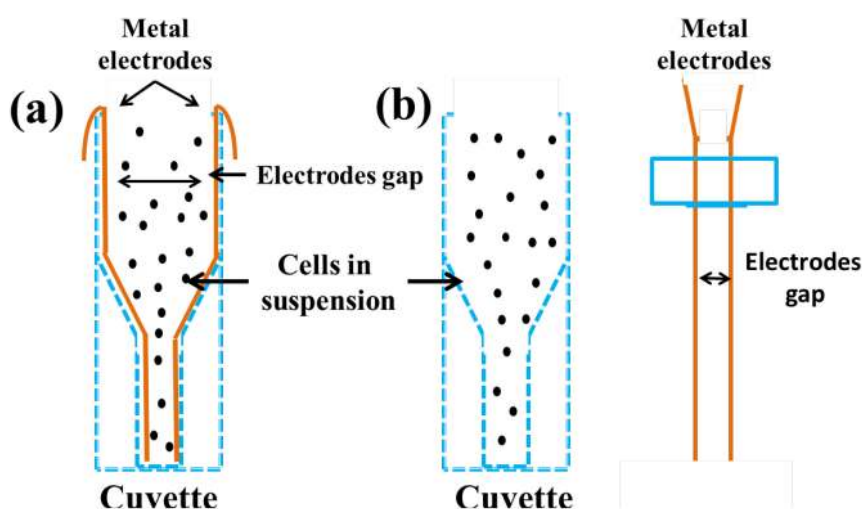 Metal
electrodes
(a)
Electrodes gap
Cells in
suspension
Cuvette
(b)
Cuvette
Metal
electrodes
Electrodes
gap